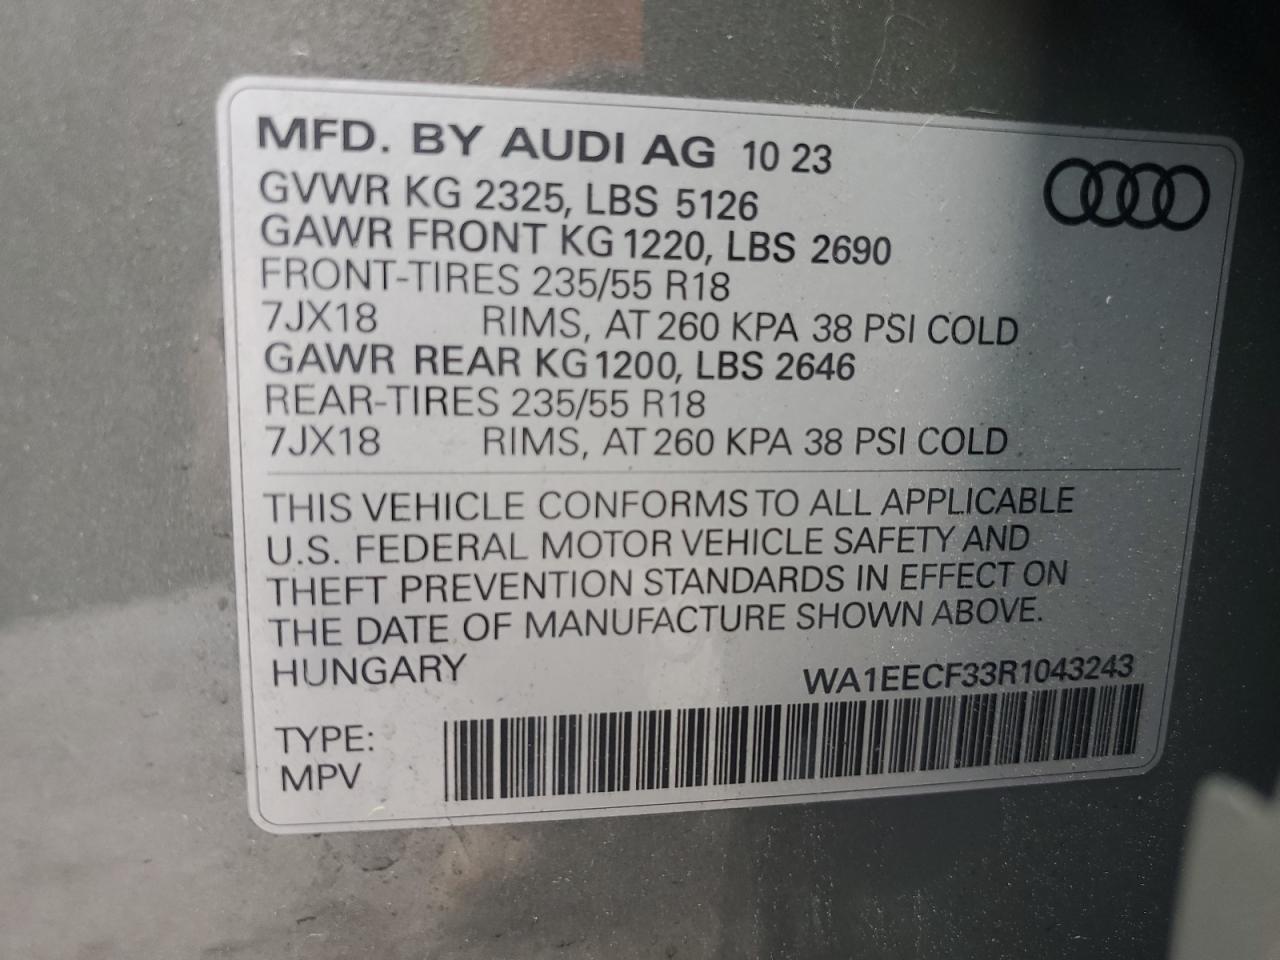 MFD. BY AUDI AG 10 23
GVWR KG 2325, LBS 5126
GAWR FRONT KG 1220, LBS 2690
FRONT-TIRES 235/55 R18
7JX18 RIMS, AT 260 KPA 38 PSI COLD
GAWR REAR KG 1200, LBS 2646
REAR-TIRES 235/55 R18
7JX18 RIMS, AT 260 KPA 38 PSI COLD
THIS VEHICLE CONFORMS TO ALL APPLICABLE
U.S. FEDERAL MOTOR VEHICLE SAFETY AND
THEFT PREVENTION STANDARDS IN EFFECT ON
THE DATE OF MANUFACTURE SHOWN ABOVE.
HUNGARY WA1EECF33R1043243
TYPE:
MPV